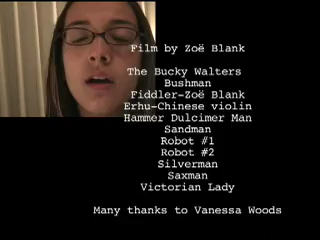 Film by Zoë Blank
The Bucky Walters
Bushman
Fiddler-Zoë Blank
Erhu-Chinese violin
Hammer Dulcimer Man
Sandman
Robot #1
Robot #2
Silverman
Saxman
Victorian Lady
Many thanks to Vanessa Woods